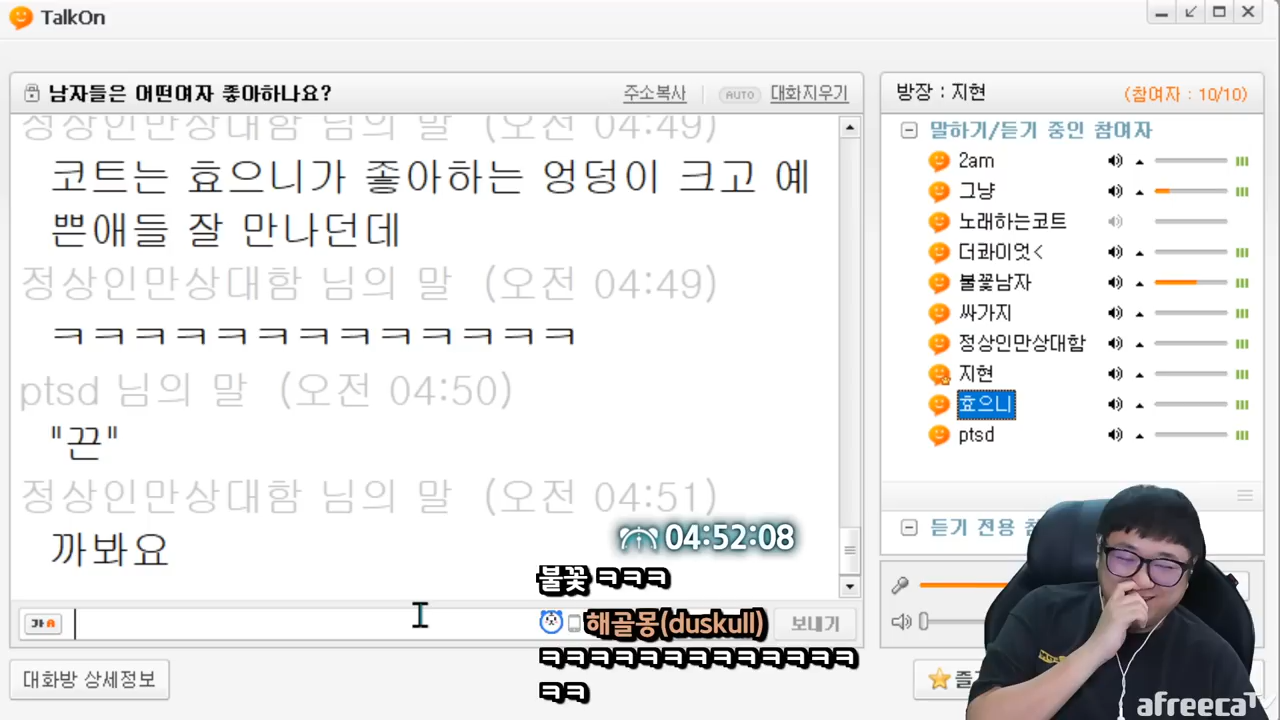 TalkOn
남자들은 어떤여자 좋아하나요?
주소복사
AUTO
대화지우기
정상인만상대함 님의 말 (오전 04:49)
코트는 효으니가 좋아하는 엉덩이 크고 예
쁜애들 잘 만나던데
정상인만상대함 님의 말 (오전 04:49)
ㅋㅋㅋㅋㅋㅋㅋㅋㅋㅋㅋㅋㅋ
ptsd 님의 말 (오전 04:50)
"끈"
정상인만상대함 님의 말 (오전 04:51)
까봐요
04:52:08
불꽃 ㅋㅋㅋ
해골몽(duskull)
ㅋㅋㅋㅋㅋㅋㅋㅋㅋㅋㅋㅋㅋ
ㅋㅋ
가
보내기
대화방 상세정보
방장 : 지현
(참여자 : 10/10)
말하기/듣기 중인 참여자
2am
그냥
노래하는코트
더콰이엇<
불꽃남자
싸가지
정상인만상대함
지현
효으니
ptsd
듣기 전용
afreecaTV